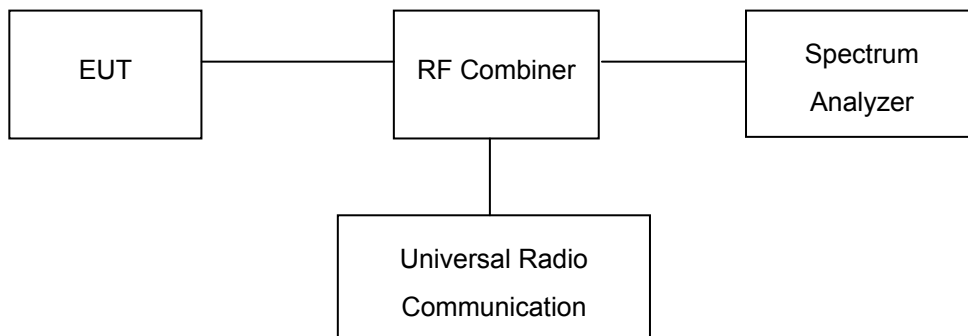 EUT
RF Combiner
Spectrum
Analyzer
Universal Radio
Communication